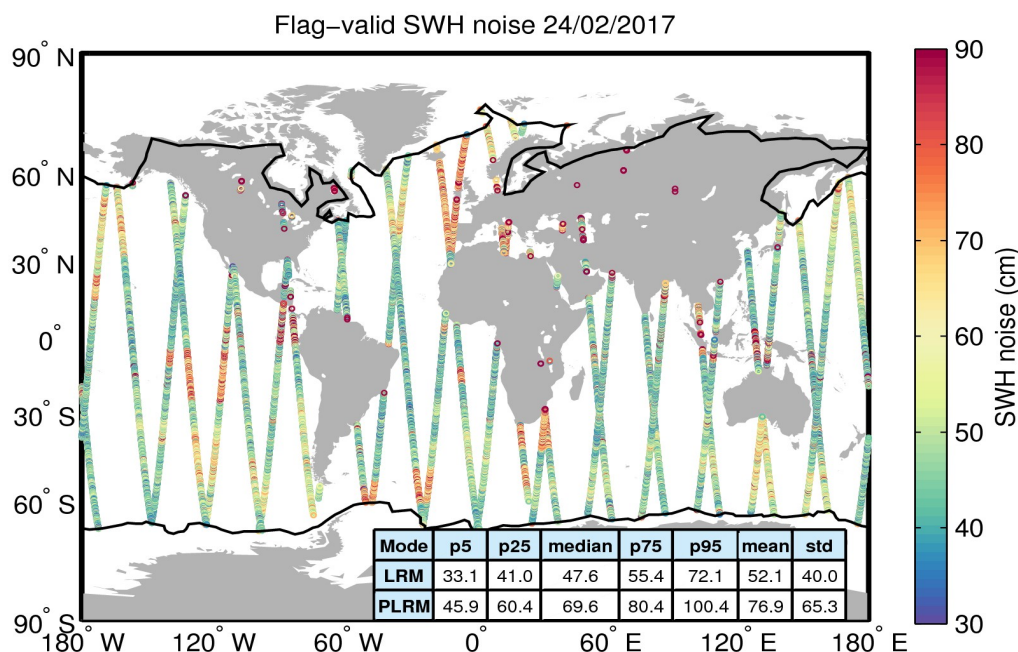 Flag−valid SWH noise 24/02/2017
90° N
60° N
30° N
0°
30° S
60° S
90° S
180° W
120° W
60° W
0°
60° E
120° E
180° E
Mode p5 p25 median p75 p95 mean std
LRM 33.1 41.0 47.6 55.4 72.1 52.1 40.0
PLRM 45.9 60.4 69.6 80.4 100.4 76.9 65.3
90
80
70
60
50
40
30
SWH noise (cm)